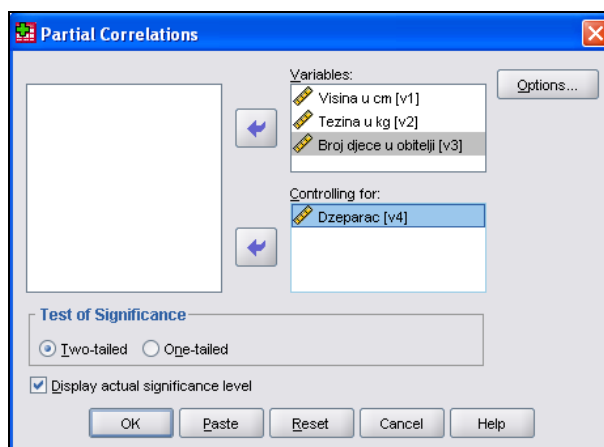 Partial Correlations
Variables:
Visina u cm [v1]
Tezina u kg [v2]
Broj djece u obitelji [v3]
Options...
Controlling for:
Dzeparac [v4]
Test of Significance
Two-tailed
One-tailed
Display actual significance level
OK
Paste
Reset
Cancel
Help